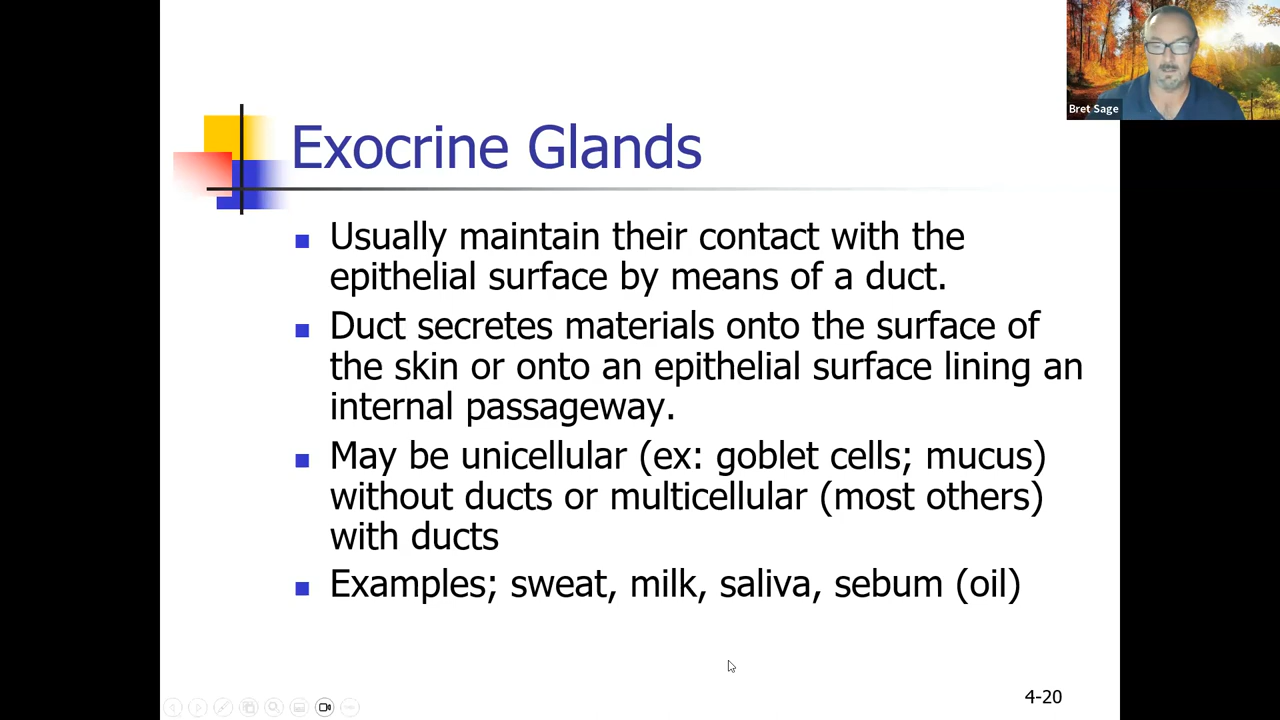 Bret Sage
Exocrine Glands
Usually maintain their contact with the
epithelial surface by means of a duct.
Duct secretes materials onto the surface of
the skin or onto an epithelial surface lining an
internal passageway.
May be unicellular (ex: goblet cells; mucus)
without ducts or multicellular (most others)
with ducts
Examples; sweat, milk, saliva, sebum (oil)
4-20